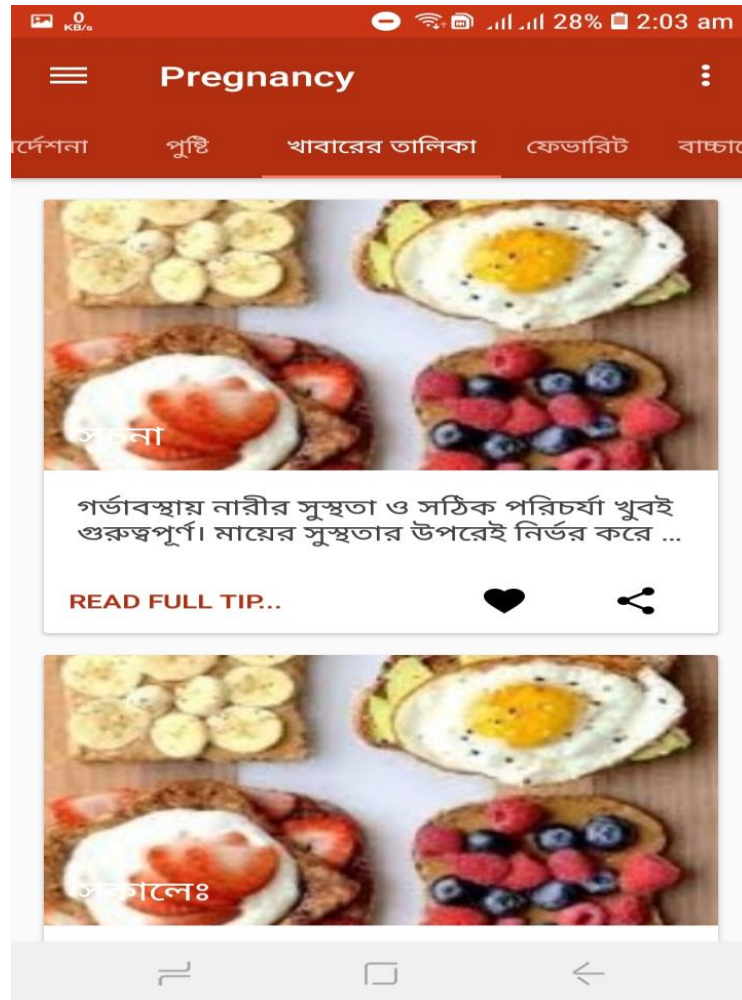 0
KB/s
28% 2:03 am
Pregnancy
র্দেশনা পুষ্টি খাবারের তালিকা ফেভারিট বাচ্চাদে
সূচনা
গর্ভাবস্থায় নারীর সুস্থতা ও সঠিক পরিচর্যা খুবই
গুরুত্বপূর্ণ। মায়ের সুস্থতার উপরেই নির্ভর করে ...
READ FULL TIP...
সকালেঃ